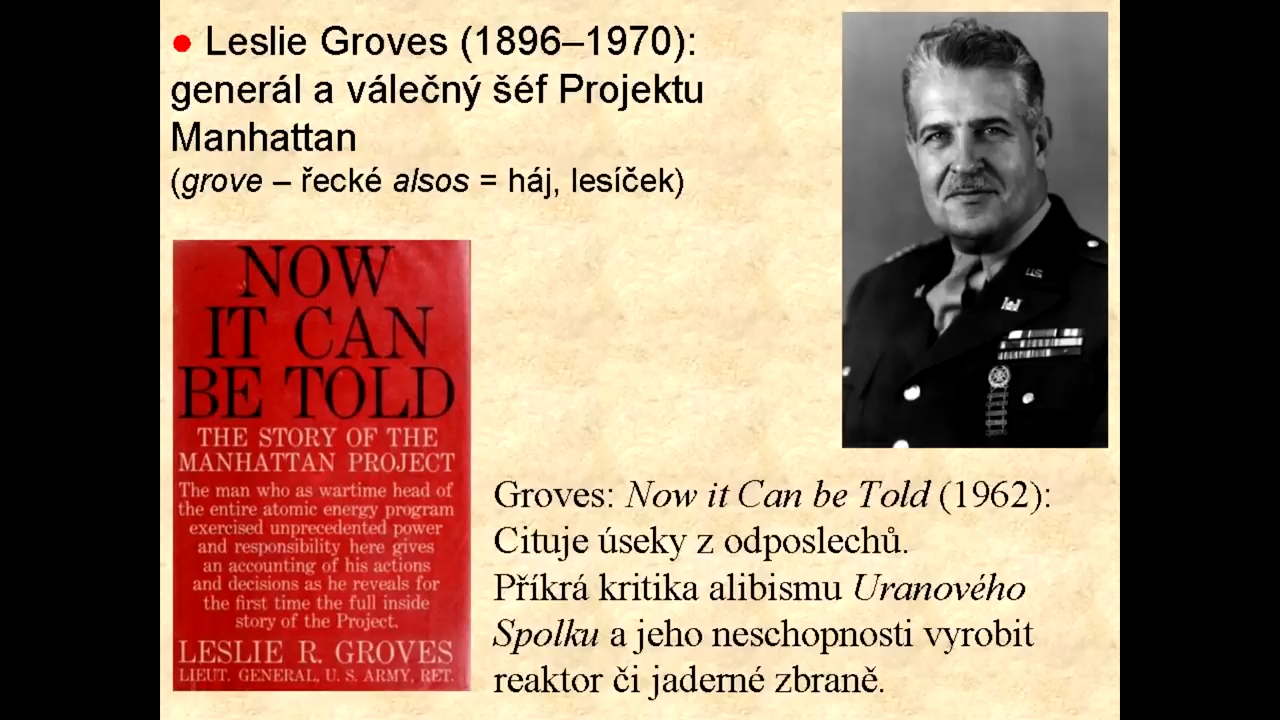 ● Leslie Groves (1896–1970):
generál a válečný šéf Projektu
Manhattan
(grove – řecké alsos = háj, lesíček)
NOW
IT CAN
BE TOLD
THE STORY OF THE
MANHATTAN PROJECT
The man who as wartime head of
the entire atomic energy program
exercised unprecedented power
and responsibility here gives
an accounting of his actions
and decisions as he reveals for
the first time the full inside
story of the Project.
LESLIE R. GROVES
LIEUT. GENERAL, U. S. ARMY, RET.
U.S.
Groves: Now it Can be Told (1962):
Cituje úseky z odposlechů.
Příkrá kritika alibismu Uranového
Spolku a jeho neschopnosti vyrobit
reaktor či jaderné zbraně.